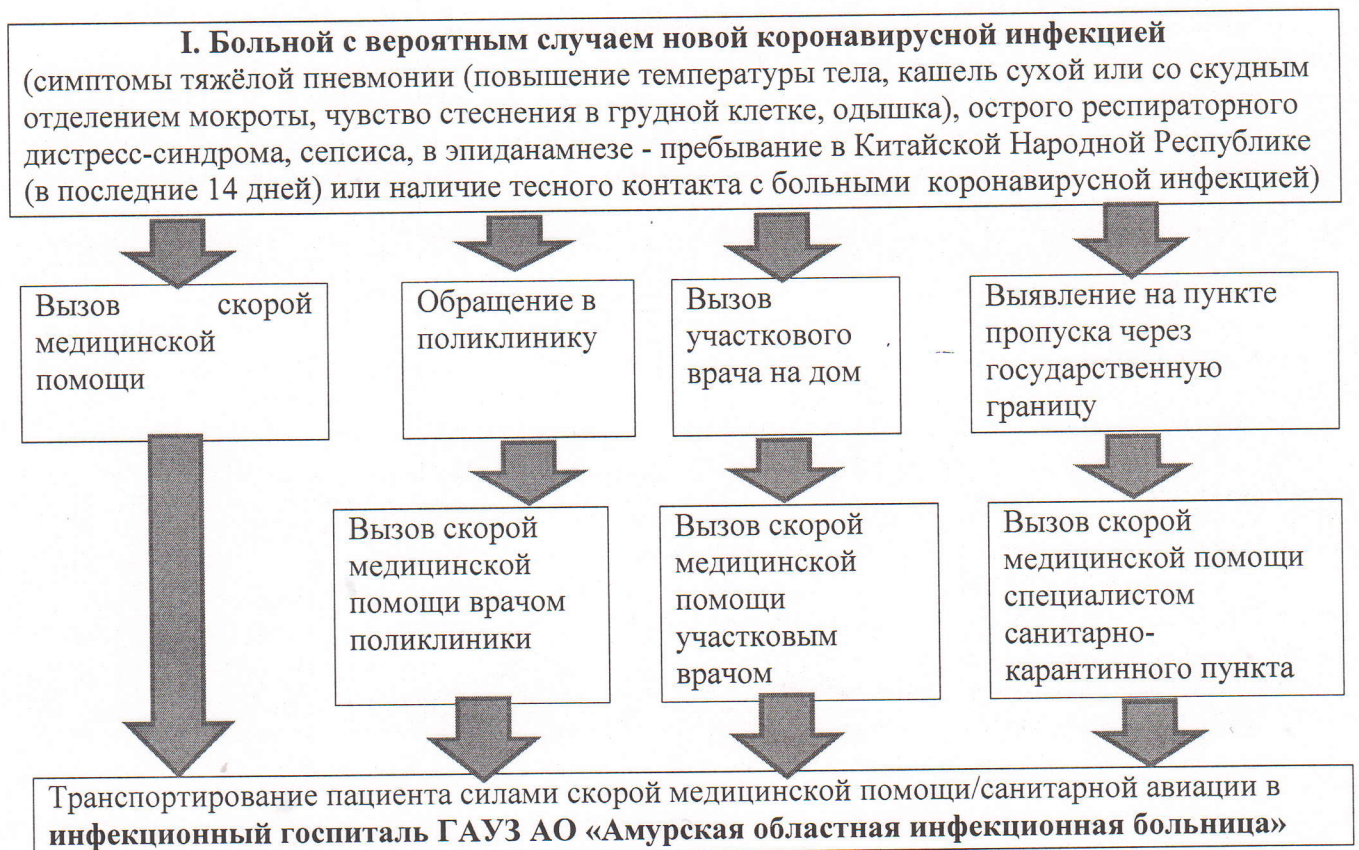 I. Больной с вероятным случаем новой коронавирусной инфекцией
(симптомы тяжёлой пневмонии (повышение температуры тела, кашель сухой или со скудным
отделением мокроты, чувство стеснения в грудной клетке, одышка), острого респираторного
дистресс-синдрома, сепсиса, в эпиданамнезе - пребывание в Китайской Народной Республике
(в последние 14 дней) или наличие тесного контакта с больными коронавирусной инфекцией)
Вызов скорой
медицинской
помощи
Обращение в
поликлинику
Вызов
участкового
врача на дом
Выявление на пункте
пропуска через
государственную
границу
Вызов скорой
медицинской
помощи врачом
поликлиники
Вызов скорой
медицинской
помощи
участковым
врачом
Вызов скорой
медицинской помощи
специалистом
санитарно-
карантинного пункта
Транспортирование пациента силами скорой медицинской помощи/санитарной авиации в
инфекционный госпиталь ГАУЗ АО «Амурская областная инфекционная больница»